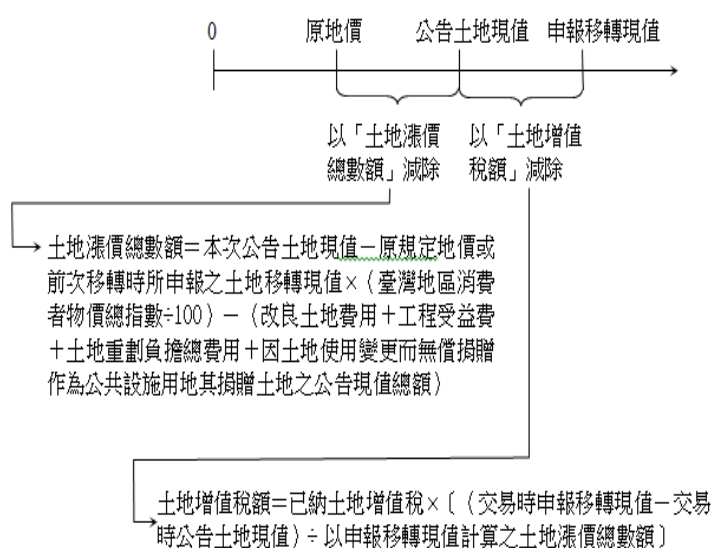 0 原地價 公告土地現值 申報移轉現值
以「土地漲價
總數額」減除
以「土地增值
稅額」減除
土地漲價總數額＝本次公告土地現值－原規定地價或
前次移轉時所申報之土地移轉現值×（臺灣地區消費
者物價總指數÷100）－（改良土地費用＋工程受益費
＋土地重劃負擔總費用＋因土地使用變更而無償捐贈
作為公共設施用地其捐贈土地之公告現值總額）
土地增值稅額＝已納土地增值稅×〔（交易時申報移轉現值－交易
時公告土地現值）÷以申報移轉現值計算之土地漲價總數額〕